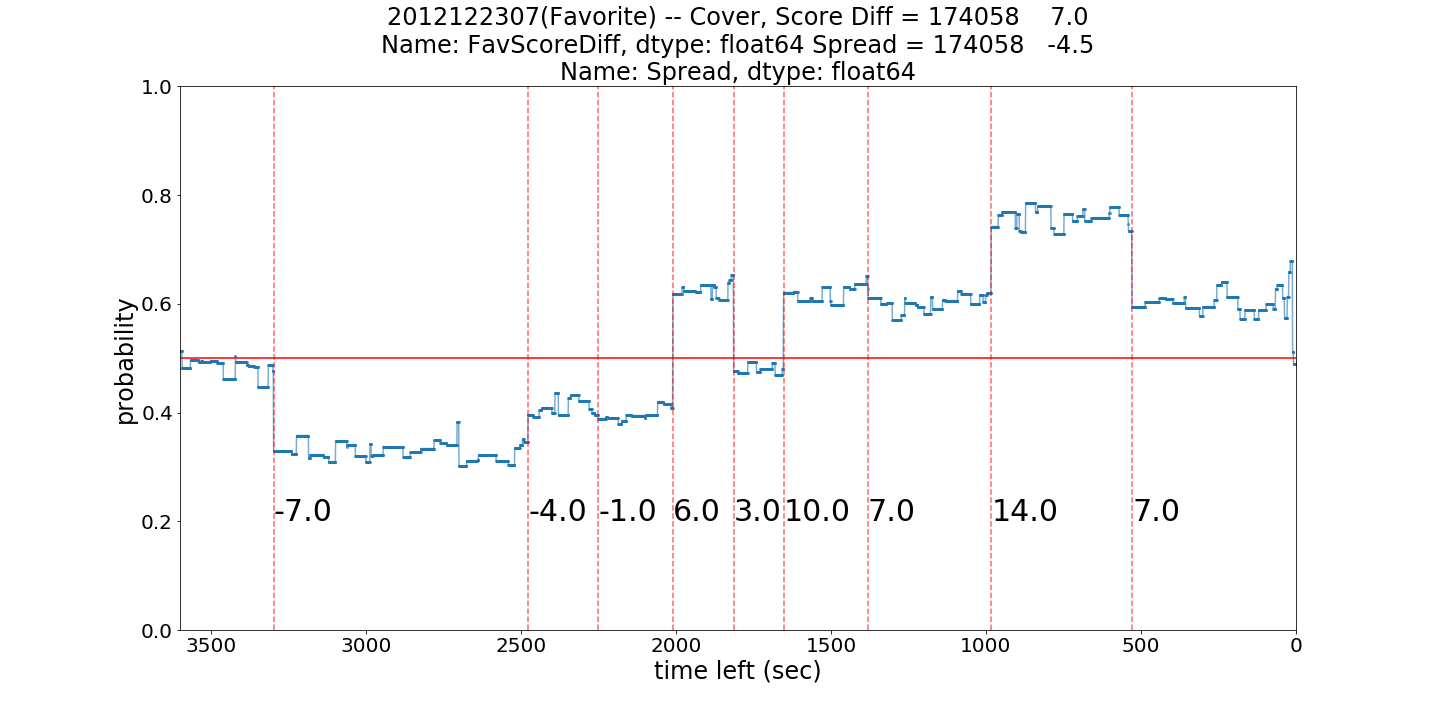 2012122307(Favorite) -- Cover, Score Diff = 174058    7.0
Name: FavScoreDiff, dtype: float64 Spread = 174058   -4.5
Name: Spread, dtype: float64
1.0
0.8
0.6
0.4
0.2
0.0
probability
-7.0 -4.0 -1.0 6.0 3.0 10.0 7.0 14.0 7.0
3500 3000 2500 2000 1500 1000 500 0
time left (sec)